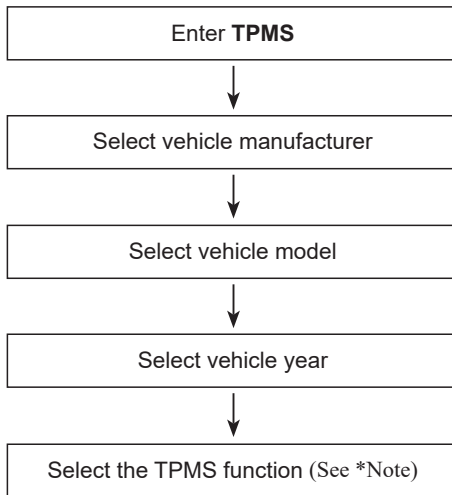 Enter TPMS
Select vehicle manufacturer
Select vehicle model
Select vehicle year
Select the TPMS function (See *Note)